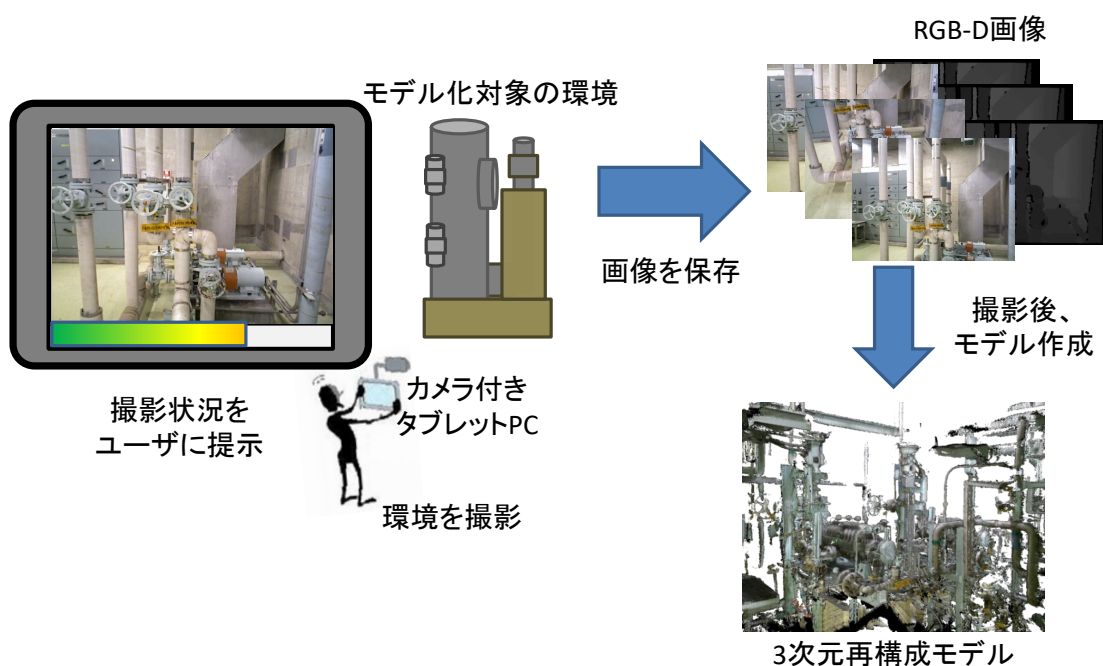 RGB-D画像
モデル化対象の環境
画像を保存
撮影後、
モデル作成
撮影状況を
ユーザに提示
カメラ付き
タブレットPC
環境を撮影
3次元再構成モデル